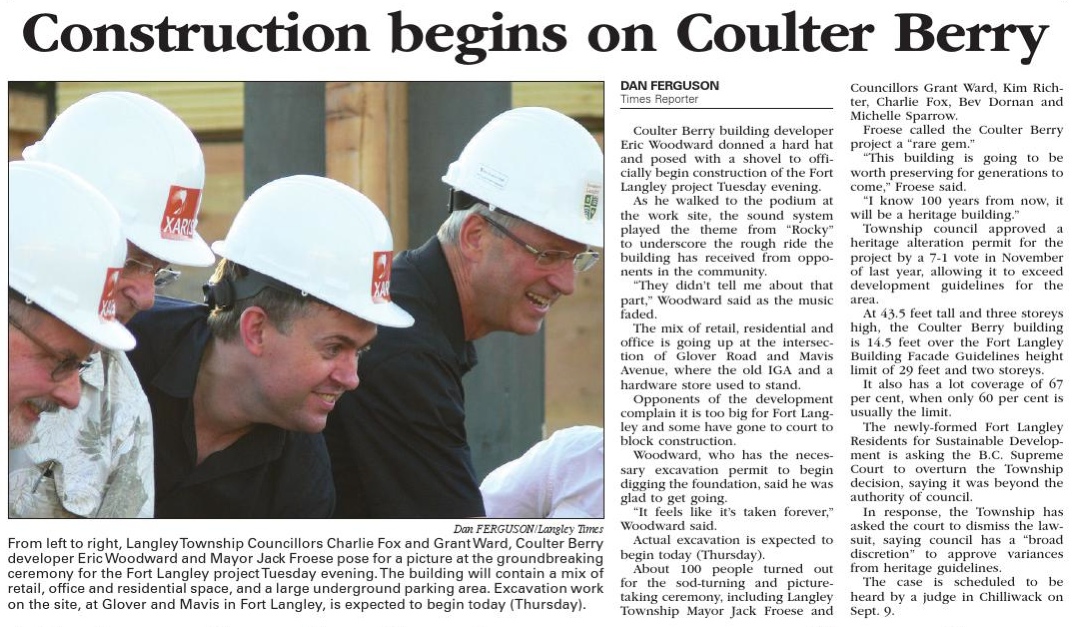 Construction begins on Coulter Berry
XARIS
XAR
XAR
Dan FERGUSON/Langley Times
From left to right, Langley Township Councillors Charlie Fox and Grant Ward, Coulter Berry
developer Eric Woodward and Mayor Jack Froese pose for a picture at the groundbreaking
ceremony for the Fort Langley project Tuesday evening. The building will contain a mix of
retail, office and residential space, and a large underground parking area. Excavation work
on the site, at Glover and Mavis in Fort Langley, is expected to begin today (Thursday).
DAN FERGUSON
Times Reporter
Coulter Berry building developer
Eric Woodward donned a hard hat
and posed with a shovel to offi-
cially begin construction of the Fort
Langley project Tuesday evening.
As he walked to the podium at
the work site, the sound system
played the theme from “Rocky”
to underscore the rough ride the
building has received from oppo-
nents in the community.
“They didn’t tell me about that
part,” Woodward said as the music
faded.
The mix of retail, residential and
office is going up at the intersec-
tion of Glover Road and Mavis
Avenue, where the old IGA and a
hardware store used to stand.
Opponents of the development
complain it is too big for Fort Lang-
ley and some have gone to court to
block construction.
Woodward, who has the neces-
sary excavation permit to begin
digging the foundation, said he was
glad to get going.
“It feels like it’s taken forever,”
Woodward said.
Actual excavation is expected to
begin today (Thursday).
About 100 people turned out
for the sod-turning and picture-
taking ceremony, including Langley
Township Mayor Jack Froese and
Councillors Grant Ward, Kim Rich-
ter, Charlie Fox, Bev Dornan and
Michelle Sparrow.
Froese called the Coulter Berry
project a “rare gem.”
“This building is going to be
worth preserving for generations to
come,” Froese said.
“I know 100 years from now, it
will be a heritage building.”
Township council approved a
heritage alteration permit for the
project by a 7-1 vote in November
of last year, allowing it to exceed
development guidelines for the
area.
At 43.5 feet tall and three storeys
high, the Coulter Berry building
is 14.5 feet over the Fort Langley
Building Facade Guidelines height
limit of 29 feet and two storeys.
It also has a lot coverage of 67
per cent, when only 60 per cent is
usually the limit.
The newly-formed Fort Langley
Residents for Sustainable Develop-
ment is asking the B.C. Supreme
Court to overturn the Township
decision, saying it was beyond the
authority of council.
In response, the Township has
asked the court to dismiss the law-
suit, saying council has a “broad
discretion” to approve variances
from heritage guidelines.
The case is scheduled to be
heard by a judge in Chilliwack on
Sept. 9.